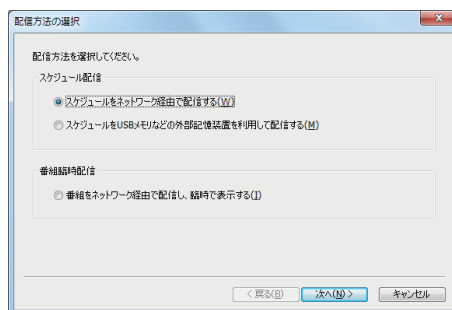 配信方法の選択
配信方法を選択してください。
スケジュール配信
スケジュールをネットワーク経由で配信する(W)
スケジュールをUSBメモリなどの外部記憶装置を利用して配信する(M)
番組臨時配信
番組をネットワーク経由で配信し、臨時で表示する(I)
< 戻る(B)
次へ(N) >
キャンセル